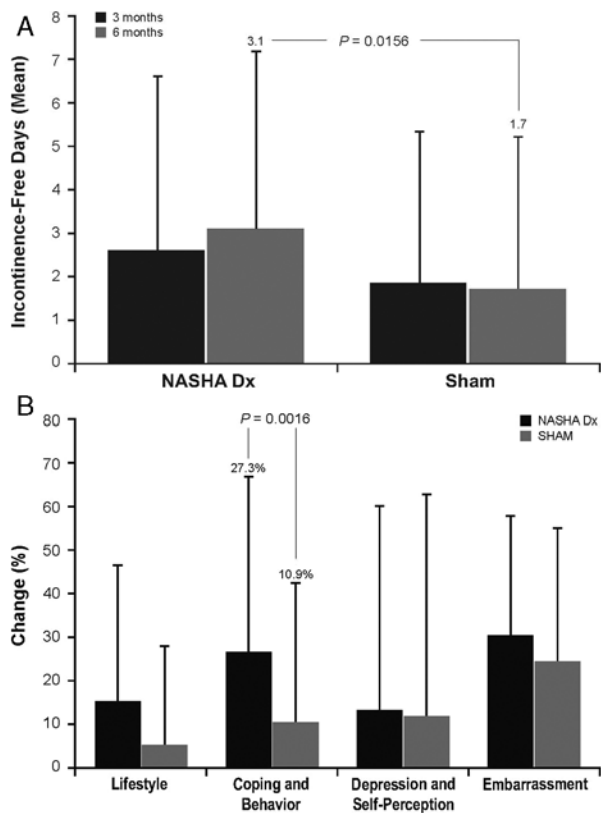 A
3 months
6 months
Incontinence-Free Days (Mean)
8
7
6
5
4
3
2
1
0
3.1
P = 0.0156
1.7
NASHA Dx
Sham
B
NASHA Dx
SHAM
Change (%)
80
70
60
50
40
30
20
10
0
P = 0.0016
27.3%
10.9%
Lifestyle
Coping and
Behavior
Depression and
Self-Perception
Embarrassment